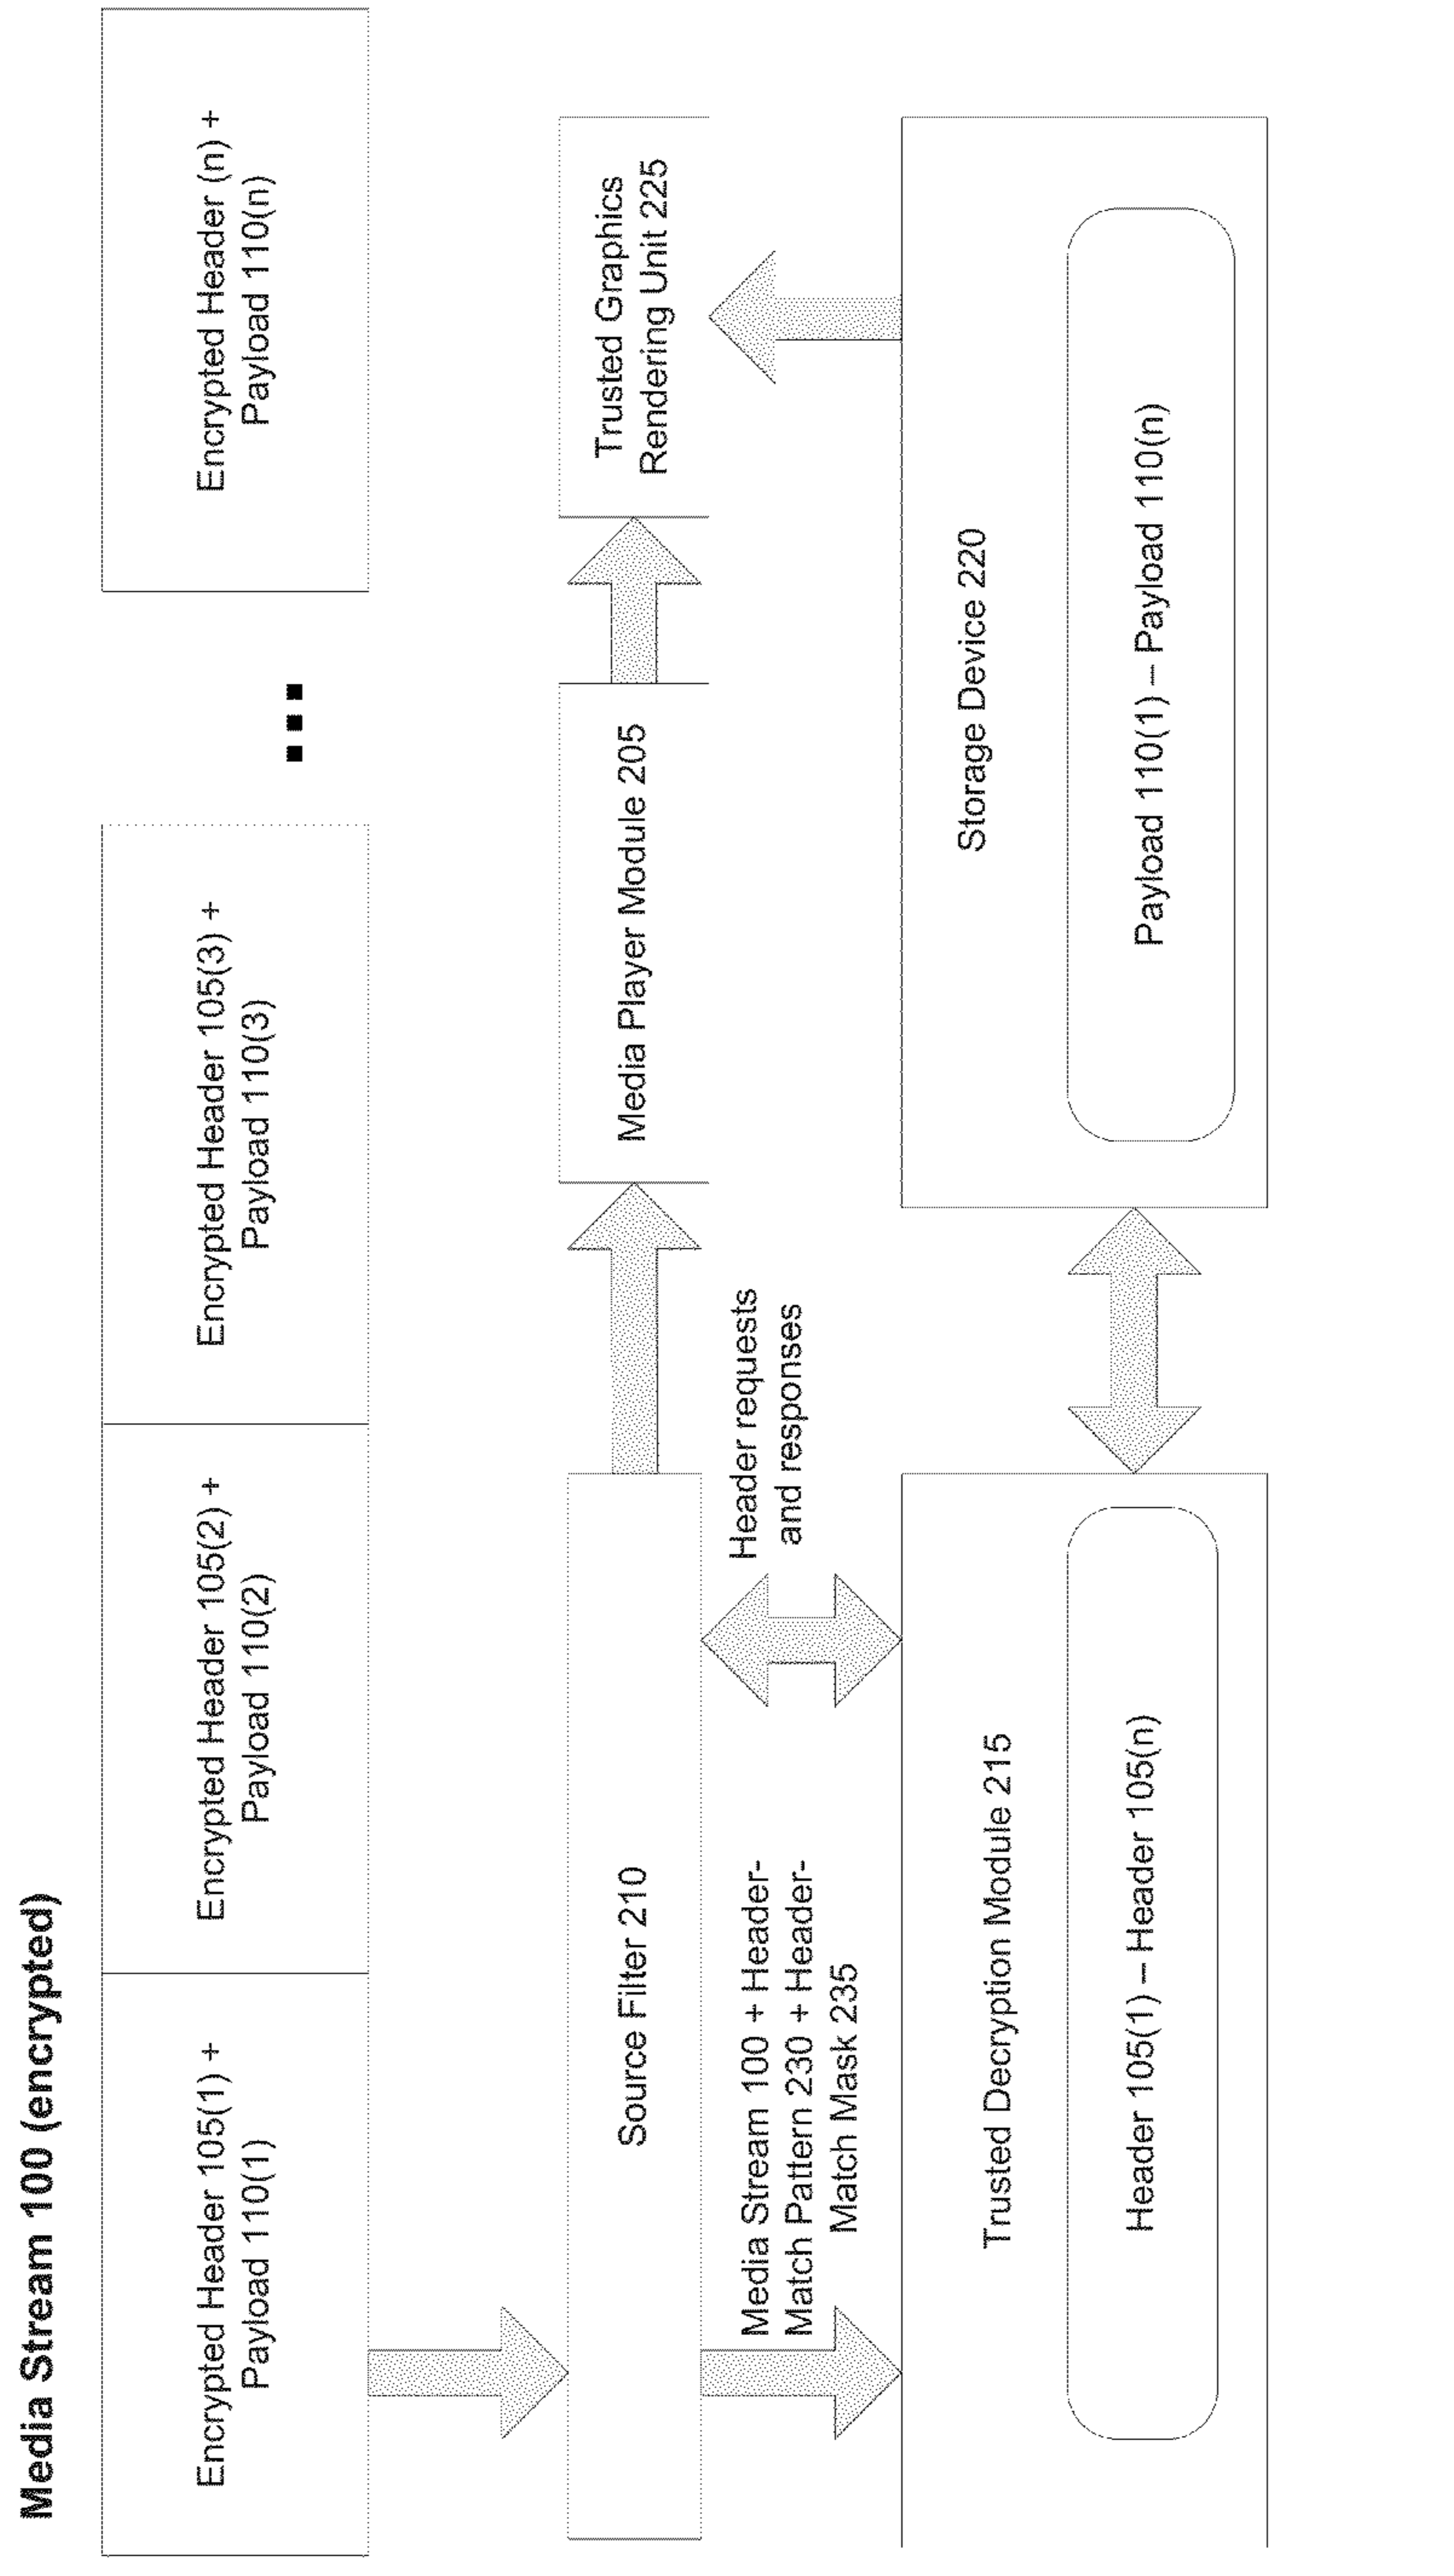 Media Stream 100 (encrypted)
Encrypted Header 105(1) +
Payload 110(1)
Encrypted Header 105(2) +
Payload 110(2)
Encrypted Header 105(3) +
Payload 110(3)
Encrypted Header (n) +
Payload 110(n)
Source Filter 210
Media Player Module 205
Trusted Graphics
Rendering Unit 225
Media Stream 100 + Header-
Match Pattern 230 + Header-
Match Mask 235
Header requests
and responses
Trusted Decryption Module 215
Header 105(1) – Header 105(n)
Storage Device 220
Payload 110(1) – Payload 110(n)